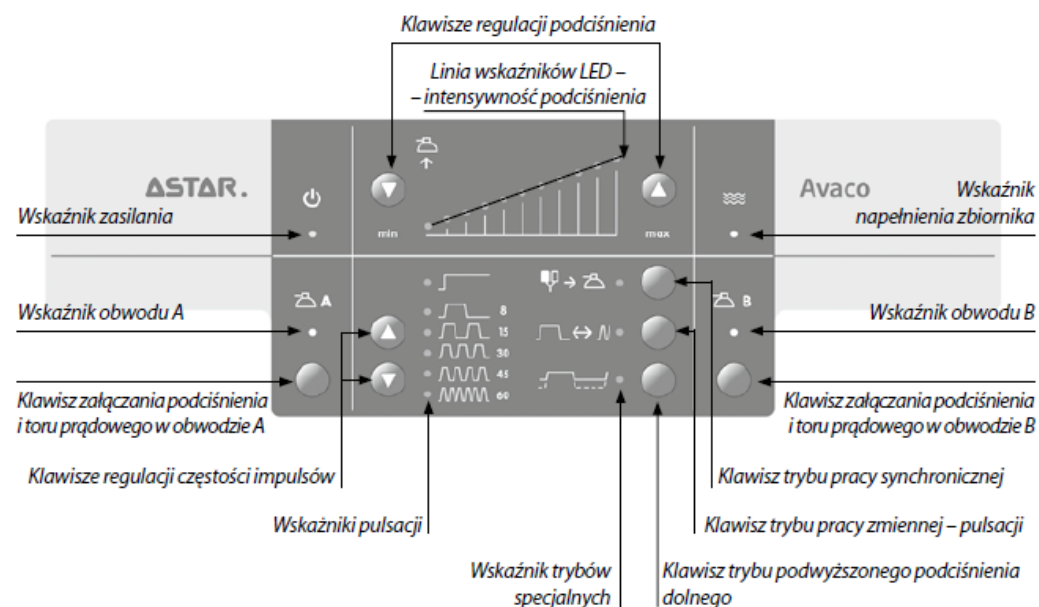 Klawisze regulacji podciśnienia
Linia wskaźników LED –
– intensywność podciśnienia
ASTAR.
Avaco
Wskaźnik
napełnienia zbiornika
Wskaźnik zasilania
min
max
Wskaźnik obwodu A
A
B
Wskaźnik obwodu B
8
15
30
45
60
Klawisz załączania podciśnienia
i toru prądowego w obwodzie A
Klawisz załączania podciśnienia
i toru prądowego w obwodzie B
Klawisze regulacji częstości impulsów
Klawisz trybu pracy synchronicznej
Wskażniki pulsacji
Klawisz trybu pracy zmiennej – pulsacji
Wskaźnik trybów
specjalnych
Klawisz trybu podwyższonego podciśnienia
dolnego